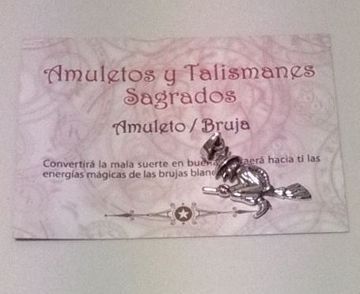 Amuletos y Talismanes
Sagrados
Amuleto / Bruja
Convertirá la mala suerte en hacia ti las
energías mágicas de las brujas